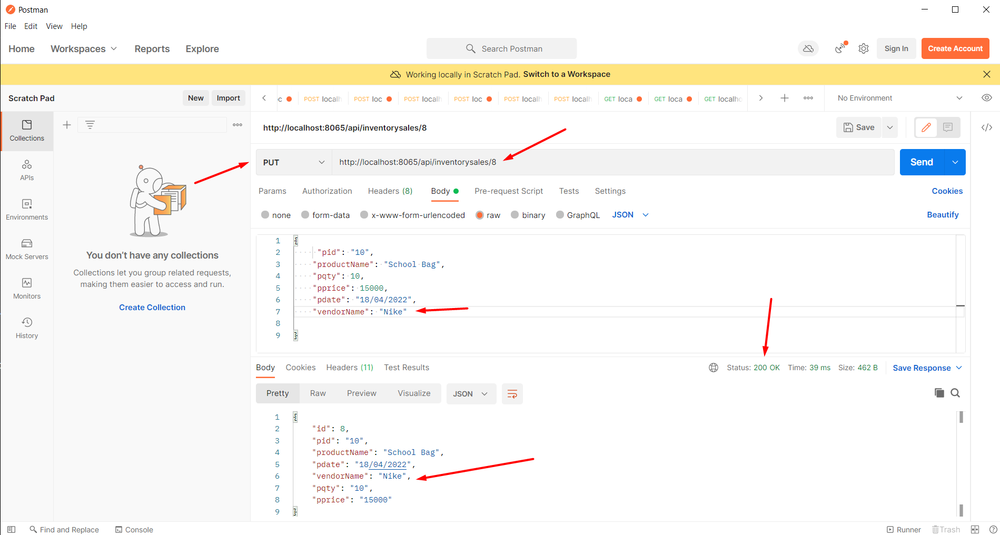 Postman
File Edit View Help
Home Workspaces Reports Explore Search Postman Sign In Create Account
Working locally in Scratch Pad. Switch to a Workspace
Scratch Pad New Import
oc POST localh POST loc POST localh POST loc POST localh POST localh GET loca GET loca GET localhc No Environment
Collections
APIs
Environments
Mock Servers
Monitors
History
You don't have any collections
Collections let you group related requests,
making them easier to access and run.
Create Collection
http://localhost:8065/api/inventorysales/8 Save
PUT http://localhost:8065/api/inventorysales/8 Send
Params Authorization Headers (8) Body Pre-request Script Tests Settings Cookies
none form-data x-www-form-urlencoded raw binary GraphQL JSON Beautify
1 {
2 "pid": "10",
3 "productName": "School Bag",
4 "pqty": 10,
5 "pprice": 15000,
6 "pdate": "18/04/2022",
7 "vendorName": "Nike"
8
9 }
Body Cookies Headers (11) Test Results Status: 200 OK Time: 39 ms Size: 462 B Save Response
Pretty Raw Preview Visualize JSON
1 {
2 "id": 8,
3 "pid": "10",
4 "productName": "School Bag",
5 "pdate": "18/04/2022",
6 "vendorName": "Nike",
7 "pqty": "10",
8 "pprice": "15000"
9 }
Find and Replace Console Runner Trash